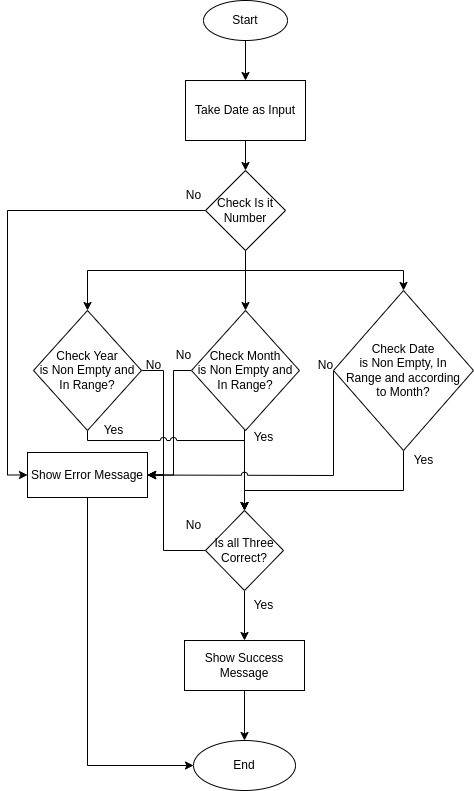 Start
Take Date as Input
No
Check Is it
Number
Check Year
is Non Empty and
In Range?
No
No
Check Month
is Non Empty and
In Range?
No
Check Date
is Non Empty, In
Range and according
to Month?
Yes
Yes
Yes
Show Error Message
No
Is all Three
Correct?
Yes
Show Success
Message
End